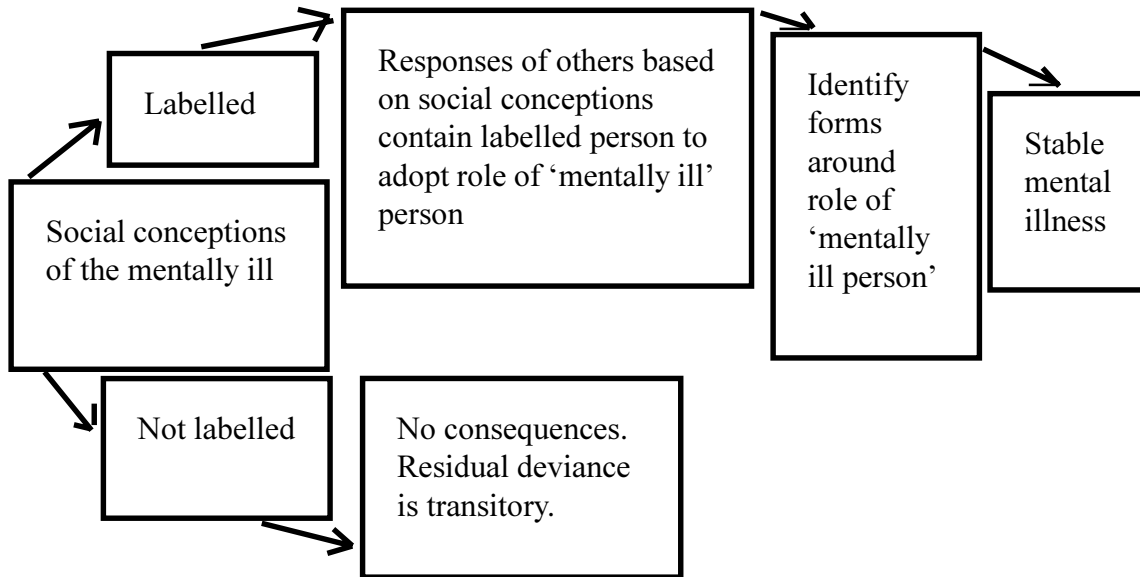 Labelled
Responses of others based
on social conceptions
contain labelled person to
adopt role of ‘mentally ill’
person
Identify
forms
around
role of
‘mentally
ill person’
Stable
mental
illness
Social conceptions
of the mentally ill
Not labelled
No consequences.
Residual deviance
is transitory.